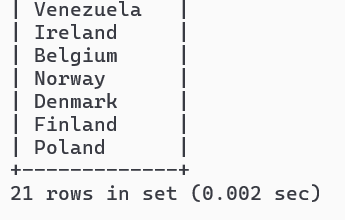 | Venezuela   |
| Ireland     |
| Belgium     |
| Norway      |
| Denmark     |
| Finland     |
| Poland      |
+-------------+
21 rows in set (0.002 sec)